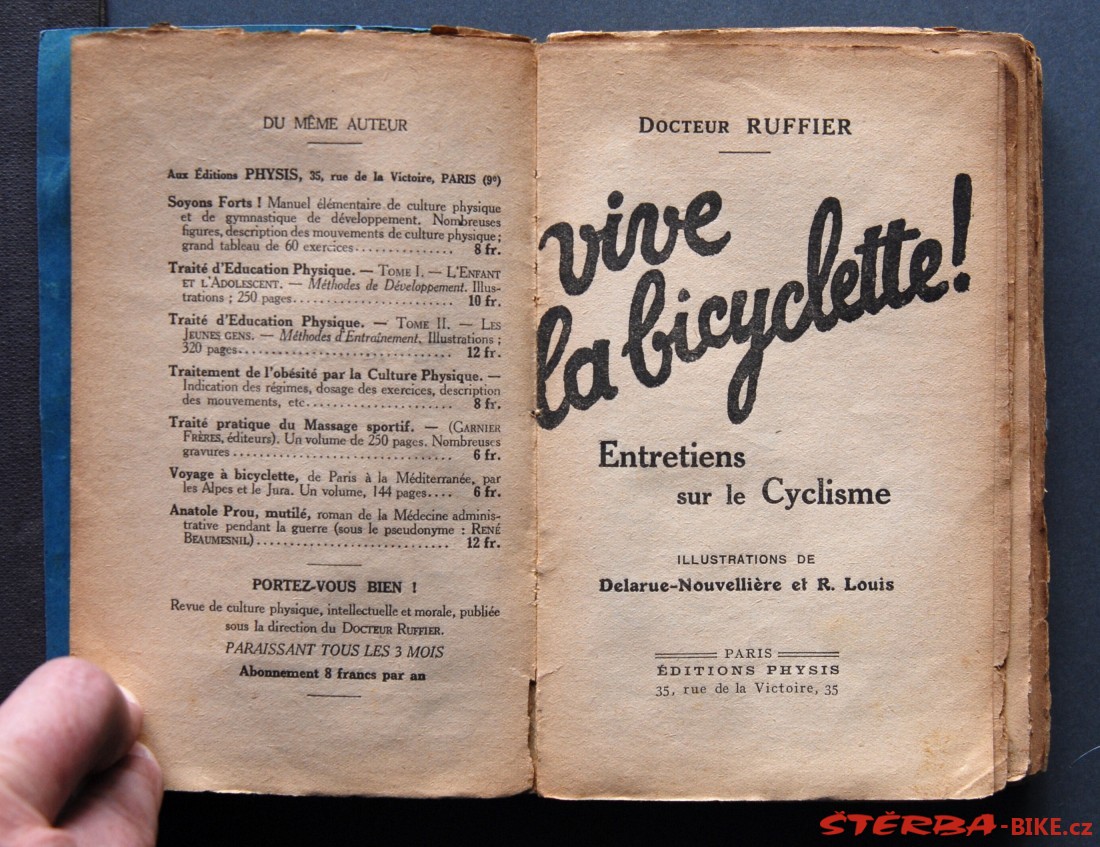 DU MÊME AUTEUR
Aux Éditions PHYSIS, 35, rue de la Victoire, PARIS (9e)
Soyons Forts ! Manuel élémentaire de culture physique
et de gymnastique de développement. Nombreuses
figures, description des mouvements de culture physique ;
grand tableau de 60 exercices.............. 8 fr.
Traité d'Education Physique. — TOME I. — L'ENFANT
ET L'ADOLESCENT. — Méthodes de Développement. Illus-
trations ; 250 pages........................ 10 fr.
Traité d'Education Physique. — TOME II. — LES
JEUNES GENS. — Méthodes d'Entraînement. Illustrations ;
320 pages................................ 12 fr.
Traitement de l'obésité par la Culture Physique. —
Indication des régimes, dosage des exercices, description
des mouvements, etc...................... 8 fr.
Traité pratique du Massage sportif. — (GARNIER
FRÈRES, éditeurs). Un volume de 250 pages. Nombreuses
gravures................................ 6 fr.
Voyage à bicyclette, de Paris à la Méditerranée, par
les Alpes et le Jura. Un volume, 144 pages.... 6 fr.
Anatole Prou, mutilé, roman de la Médecine adminis-
trative pendant la guerre (sous le pseudonyme : RENÉ
BEAUMESNIL)............................ 12 fr.
PORTEZ-VOUS BIEN !
Revue de culture physique, intellectuelle et morale, publiée
sous la direction du DOCTEUR RUFFIER.
PARAISSANT TOUS LES 3 MOIS
Abonnement 8 francs par an
DOCTEUR RUFFIER
vive
la bicyclette!
Entretiens
sur le Cyclisme
ILLUSTRATIONS DE
Delarue-Nouvellière et R. Louis
PARIS
ÉDITIONS PHYSIS
35, rue de la Victoire, 35
ŠTĚRBA-BIKE.cz